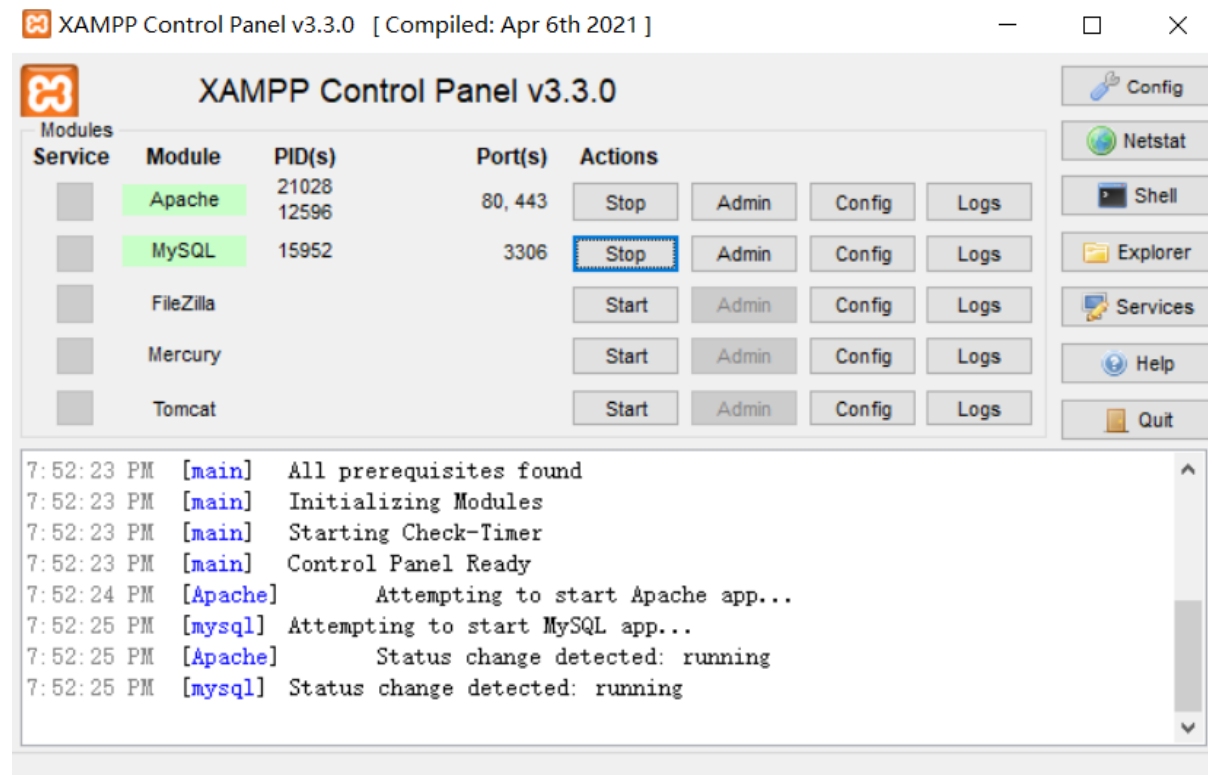 XAMPP Control Panel v3.3.0 [ Compiled: Apr 6th 2021 ]
XAMPP Control Panel v3.3.0
Config
Modules
Netstat
Service Module PID(s) Port(s) Actions
Apache 21028 12596 80, 443 Stop Admin Config Logs
Shell
MySQL 15952 3306 Stop Admin Config Logs
Explorer
FileZilla Start Admin Config Logs
Services
Mercury Start Admin Config Logs
Help
Tomcat Start Admin Config Logs
Quit
7:52:23 PM [main] All prerequisites found
7:52:23 PM [main] Initializing Modules
7:52:23 PM [main] Starting Check-Timer
7:52:23 PM [main] Control Panel Ready
7:52:24 PM [Apache] Attempting to start Apache app...
7:52:25 PM [mysql] Attempting to start MySQL app...
7:52:25 PM [Apache] Status change detected: running
7:52:25 PM [mysql] Status change detected: running